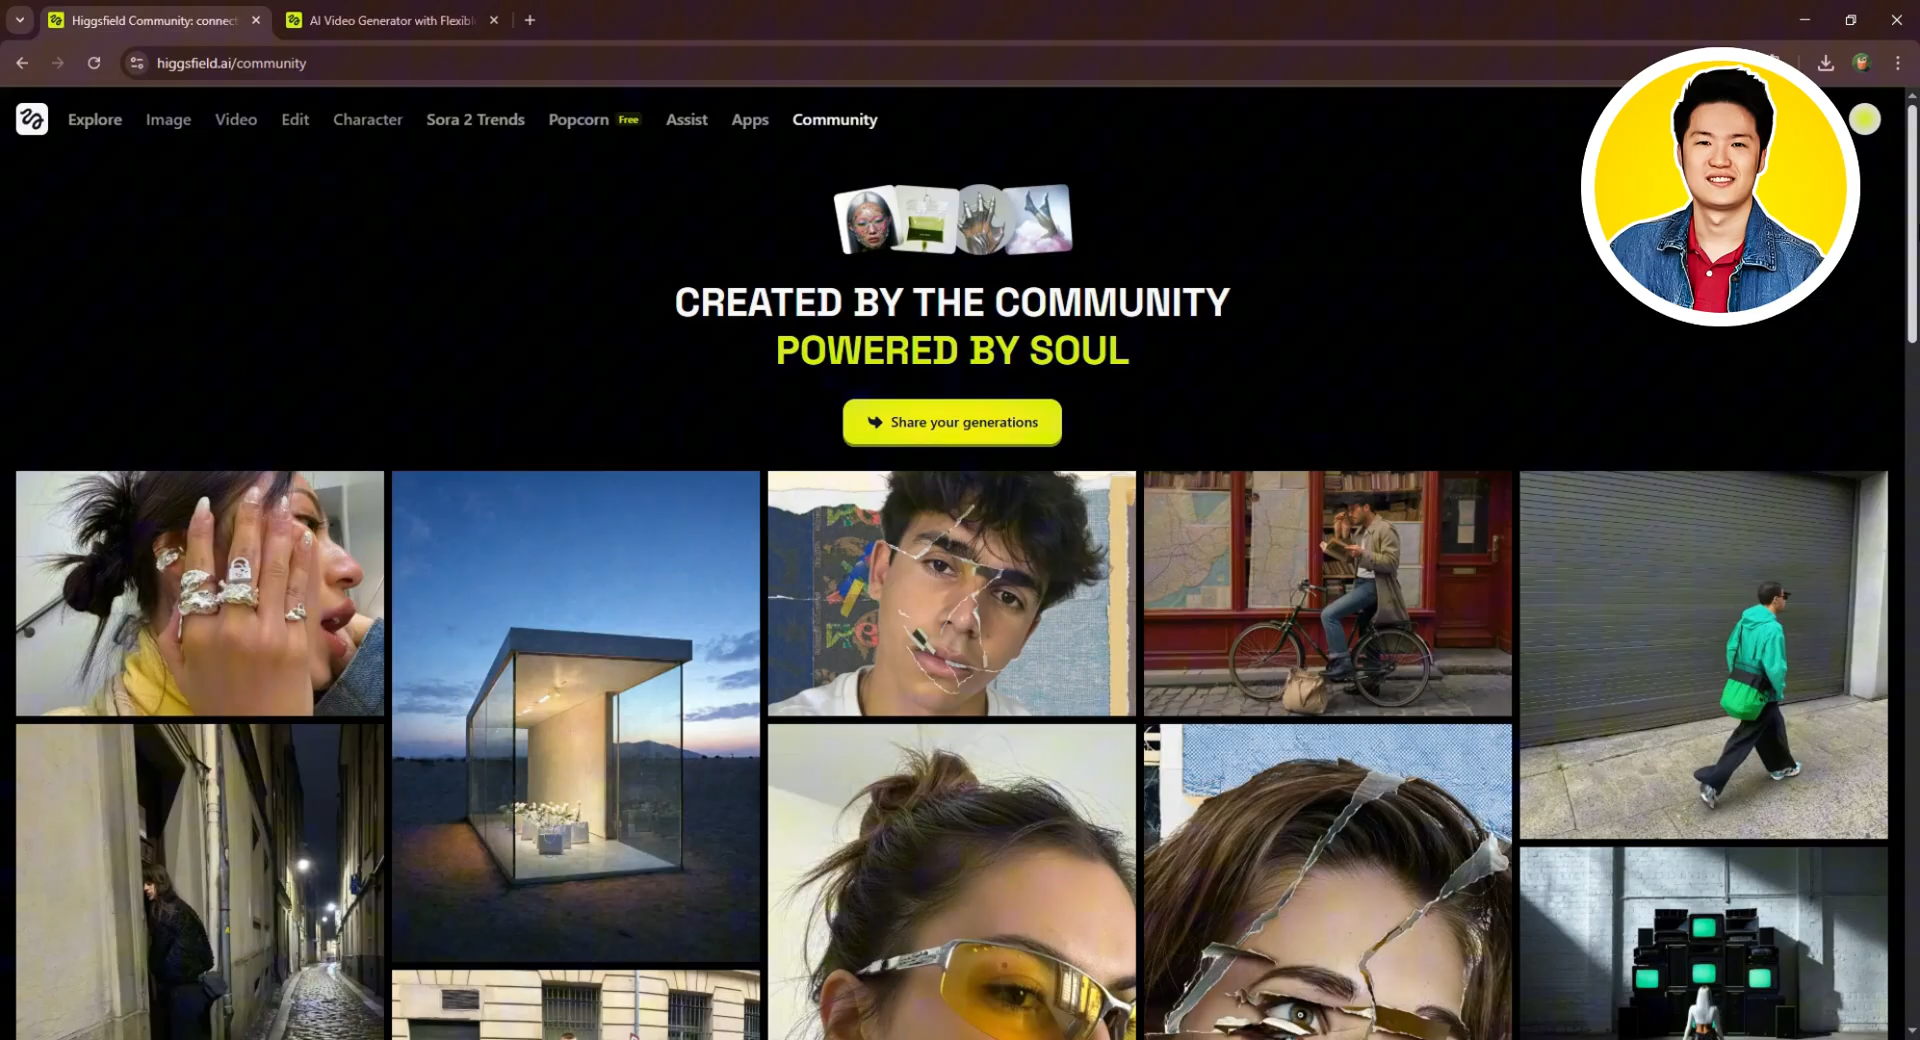 Higgsfield Community: connect
AI Video Generator with Flexibl
higgsfield.ai/community
Explore Image Video Edit Character Sora 2 Trends Popcorn Free Assist Apps Community
CREATED BY THE COMMUNITY
POWERED BY SOUL
Share your generations